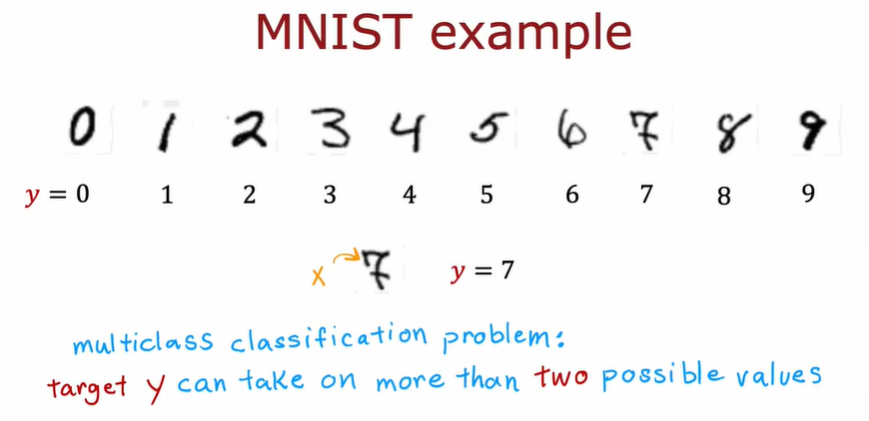 MNIST example
0 1 2 3 4 5 6 7 8 9
y = 0 1 2 3 4 5 6 7 8 9
x 7 y = 7
multiclass classification problem:
target y can take on more than two possible values